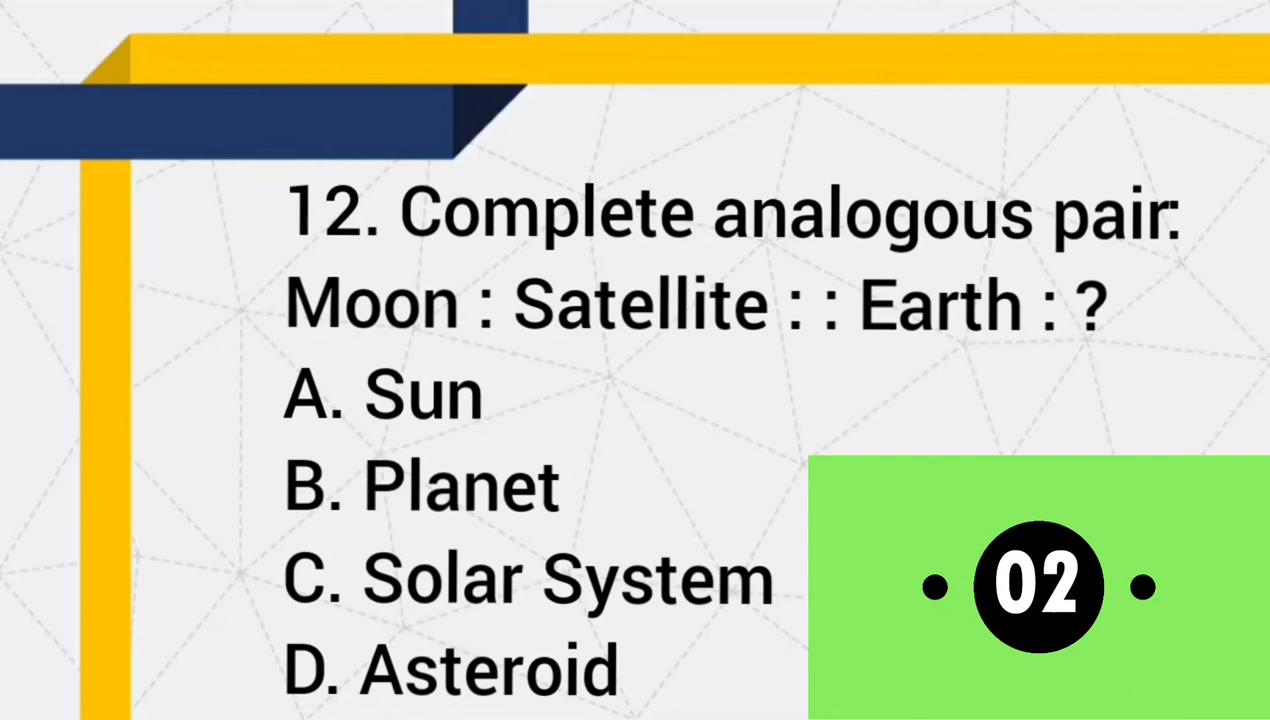 12. Complete analogous pair:
Moon : Satellite : : Earth : ?
A. Sun
B. Planet
C. Solar System
D. Asteroid
02